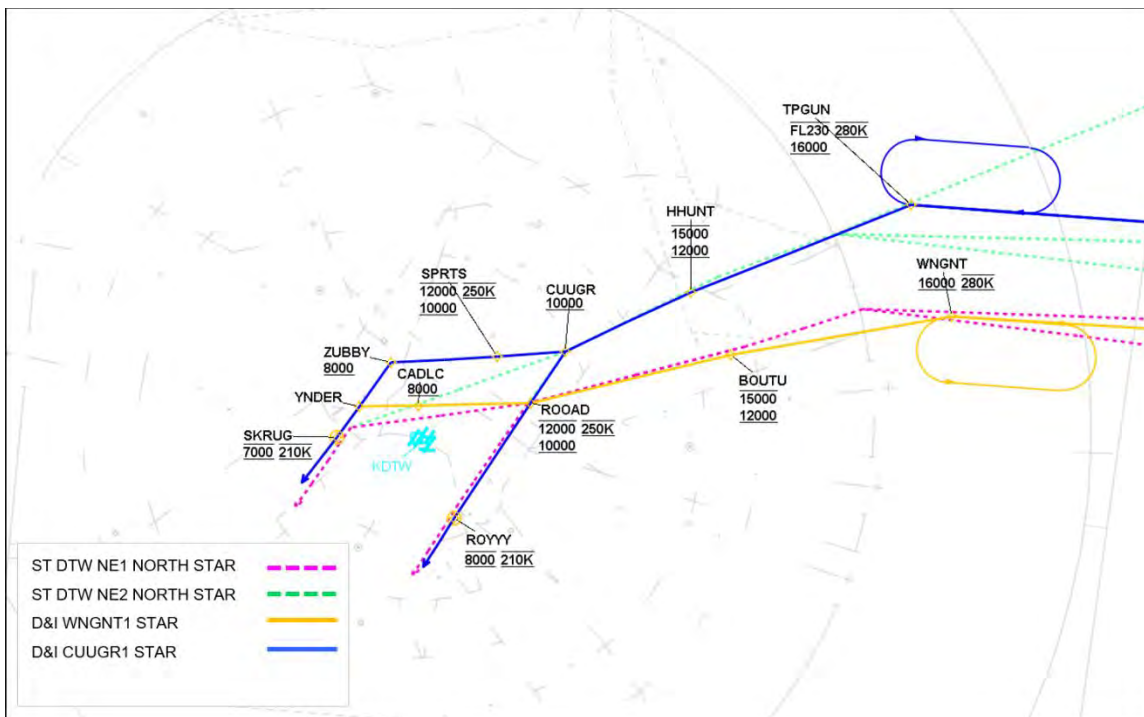 TPGUN
FL230 280K
16000
HHUNT
15000
12000
WNGNT
16000 280K
SPRTS
12000 250K
10000
CUUGR
10000
ZUBBY
8000
CADLC
8000
BOUTU
15000
12000
YNDER
ROOAD
12000 250K
10000
SKRUG
7000 210K
KDTW
ROYYY
8000 210K
ST DTW NE1 NORTH STAR
ST DTW NE2 NORTH STAR
D&I WNGNT1 STAR
D&I CUUGR1 STAR